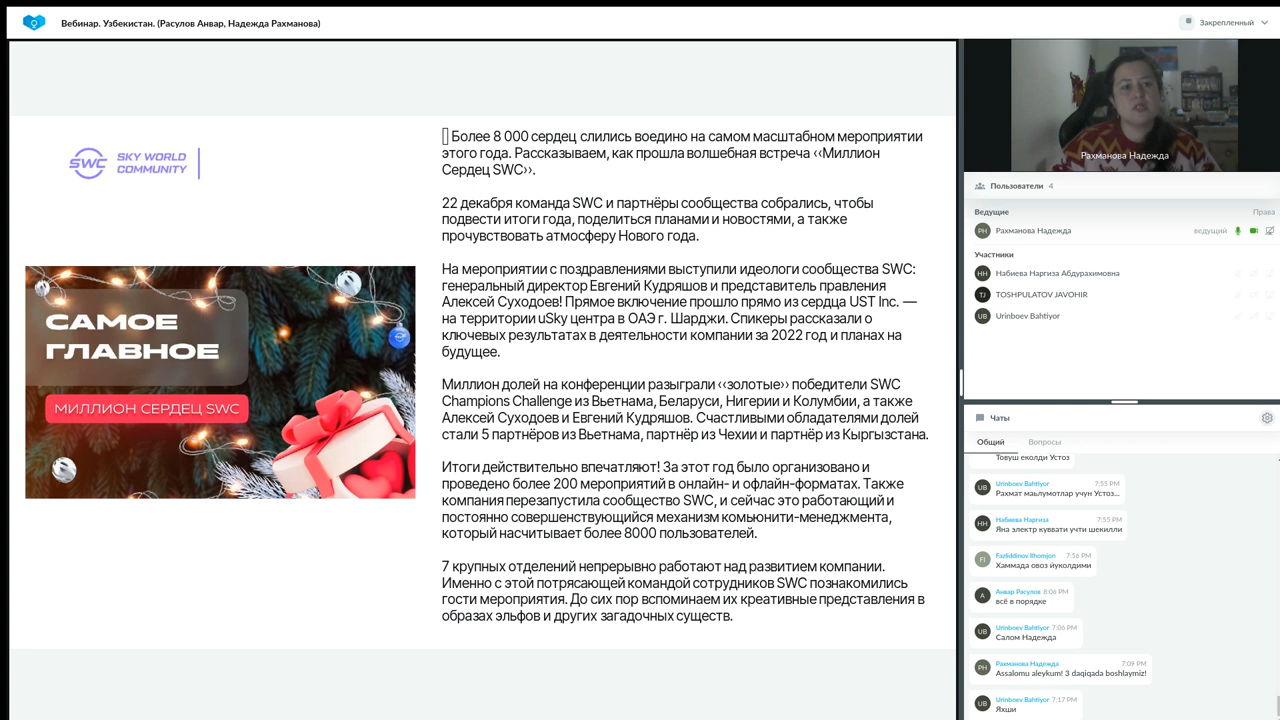 Вебинар. Узбекистан. (Расулов Анвар, Надежда Рахманова)
Закрепленный
SWC
SKY WORLD
COMMUNITY
САМОЕ
ГЛАВНОЕ
МИЛЛИОН СЕРДЕЦ SWC
Более 8 000 сердец слились воедино на самом масштабном мероприятии
этого года. Рассказываем, как прошла волшебная встреча ‹‹Миллион
Сердец SWC››.
22 декабря команда SWC и партнёры сообщества собрались, чтобы
подвести итоги года, поделиться планами и новостями, а также
прочувствовать атмосферу Нового года.
На мероприятии с поздравлениями выступили идеологи сообщества SWC:
генеральный директор Евгений Кудряшов и представитель правления
Алексей Суходоев! Прямое включение прошло прямо из сердца UST Inc. —
на территории uSky центра в ОАЭ г. Шарджи. Спикеры рассказали о
ключевых результатах в деятельности компании за 2022 год и планах на
будущее.
Миллион долей на конференции разыграли ‹‹золотые›› победители SWC
Champions Challenge из Вьетнама, Беларуси, Нигерии и Колумбии, а также
Алексей Суходоев и Евгений Кудряшов. Счастливыми обладателями долей
стали 5 партнёров из Вьетнама, партнёр из Чехии и партнёр из Кыргызстана.
Итоги действительно впечатляют! За этот год было организовано и
проведено более 200 мероприятий в онлайн- и офлайн-форматах. Также
компания перезапустила сообщество SWC, и сейчас это работающий и
постоянно совершенствующийся механизм комьюнити-менеджмента,
который насчитывает более 8000 пользователей.
7 крупных отделений непрерывно работают над развитием компании.
Именно с этой потрясающей командой сотрудников SWC познакомились
гости мероприятия. До сих пор вспоминаем их креативные представления в
образах эльфов и других загадочных существ.
Рахманова Надежда
Пользователи 4
Ведущие Права
РН Рахманова Надежда ведущий
Участники
НН Набиева Наргиза Абдурахимовна
TJ TOSHPULATOV JAVOHIR
UB Urinboev Bahtiyor
Чаты
Общий Вопросы
Товуш еколди Устоз
UB Urinboev Bahtiyor 7:55 PM
Рахмат маълумотлар учун Устоз...
НН Набиева Наргиза 7:55 PM
Яна электр куввати учти шекилли
FI Fazliddinov Ilhomjon 7:56 PM
Хаммада овоз йуколдими
А Анвар Расулов 8:06 PM
всё в порядке
UB Urinboev Bahtiyor 7:06 PM
Салом Надежда
РН Рахманова Надежда 7:09 PM
Assalomu aleykum! 3 daqiqada boshlaymiz!
UB Urinboev Bahtiyor 7:17 PM
Яхши